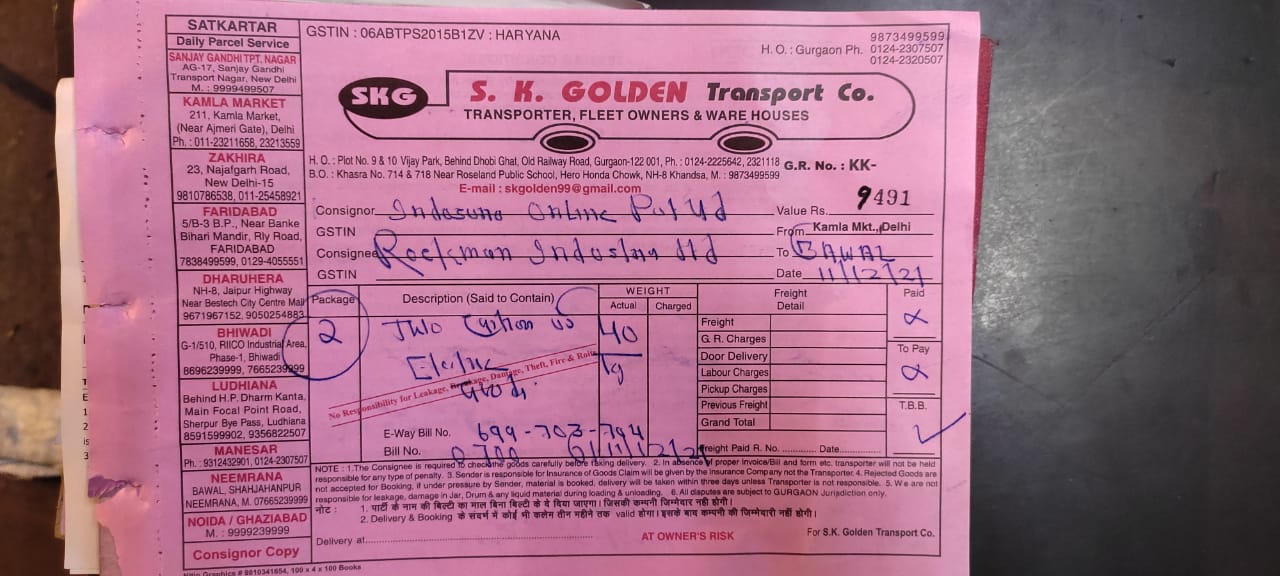 SATKARTAR
Daily Parcel Service
SANJAY GANDHI TPT. NAGAR
AG-17, Sanjay Gandhi
Transport Nagar, New Delhi
M. : 9999499507
KAMLA MARKET
211, Kamla Market,
(Near Ajmeri Gate), Delhi
Ph. : 011-23211658, 23213559
ZAKHIRA
23, Najafgarh Road,
New Delhi-15
9810786538, 011-25458921
FARIDABAD
5/B-3 B.P., Near Banke
Bihari Mandir, Rly Road,
FARIDABAD
7838499599, 0129-4055551
DHARUHERA
NH-8, Jaipur Highway
Near Bestech City Centre Mall
9671967152, 9050254883
BHIWADI
G-1/510, RIICO Industrial Area,
Phase-1, Bhiwadi
8696239999, 7665239999
LUDHIANA
Behind H.P. Dharm Kanta,
Main Focal Point Road,
Sherpur Bye Pass, Ludhiana
8591599902, 9356822507
MANESAR
Ph. : 9312432901, 0124-2307507
NEEMRANA
BAWAL, SHAHJAHANPUR
NEEMRANA, M. 07665239999
NOIDA / GHAZIABAD
M. : 9999239999
Consignor Copy
GSTIN : 06ABTPS2015B1ZV : HARYANA
9873499599
H. O. : Gurgaon Ph. 0124-2307507
0124-2320507
SKG
S. K. GOLDEN Transport Co.
TRANSPORTER, FLEET OWNERS & WARE HOUSES
H. O. : Plot No. 9 & 10 Vijay Park, Behind Dhobi Ghat, Old Railway Road, Gurgaon-122 001, Ph. : 0124-2225642, 2321118
B.O. : Khasra No. 714 & 718 Near Roseland Public School, Hero Honda Chowk, NH-8 Khandsa, M. : 9873499599
G.R. No. : KK-
E-mail : skgolden99@gmail.com
9491
Consignor Online Pvt Ltd Value Rs.
GSTIN From Kamla Mkt., Delhi
Consignee Rockman Ltd To BAWAL
GSTIN Date 11/12/21
Package Description (Said to Contain) WEIGHT Freight Detail Paid
Actual Charged
2 Two 40 kg
Electric
Goods
No Responsibility for Leakage, Breakage, Damage, Theft, Fire & Rain
Freight
G. R. Charges
Door Delivery
Labour Charges
Pickup Charges
Previous Freight
Grand Total
To Pay
T.B.B.
E-Way Bill No. 699-703-794
Bill No. 0700
Freight Paid R. No. Date
NOTE : 1.The Consignee is required to check the goods carefully before taking delivery. 2. In absence of proper Invoice/Bill and form etc. transporter will not be held
responsible for any type of penalty. 3. Sender is responsible for Insurance of Goods Claim will be given by the Insurance Company not the Transporter. 4. Rejected Goods are
not accepted for Booking, if under pressure by Sender, material is booked, delivery will be taken within three days unless Transporter is not responsible. 5. We are not
responsible for leakage, damage in Jar, Drum & any liquid material during loading & unloading. 6. All disputes are subject to GURGAON Jurisdiction only.
नोट : 1. पार्टी के नाम की बिल्टी का माल बिना बिल्टी के दे दिया जाएगा। जिसकी कम्पनी जिम्मेदार नहीं होगी।
2. Delivery & Booking के संदर्भ में कोई भी कलेम तीन महीने तक valid होगा। इसके बाद कम्पनी की जिम्मेदारी नहीं होगी।
Delivery at
AT OWNER'S RISK
For S.K. Golden Transport Co.
Graphics # 9810341654, 100 x 4 x 100 Books